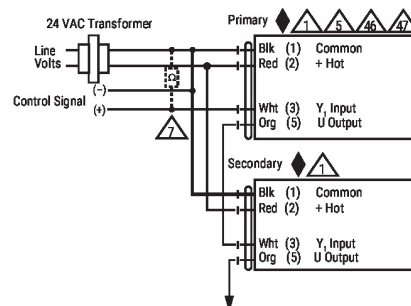 24 VAC Transformer
Primary 1 5 46 47
Line
Volts
Blk (1) Common
Red (2) + Hot
Ω
(–)
Control Signal (+)
Wht (3) Y₁ Input
Org (5) U Output
7
Secondary 1
Blk (1) Common
Red (2) + Hot
Wht (3) Y₁ Input
Org (5) U Output